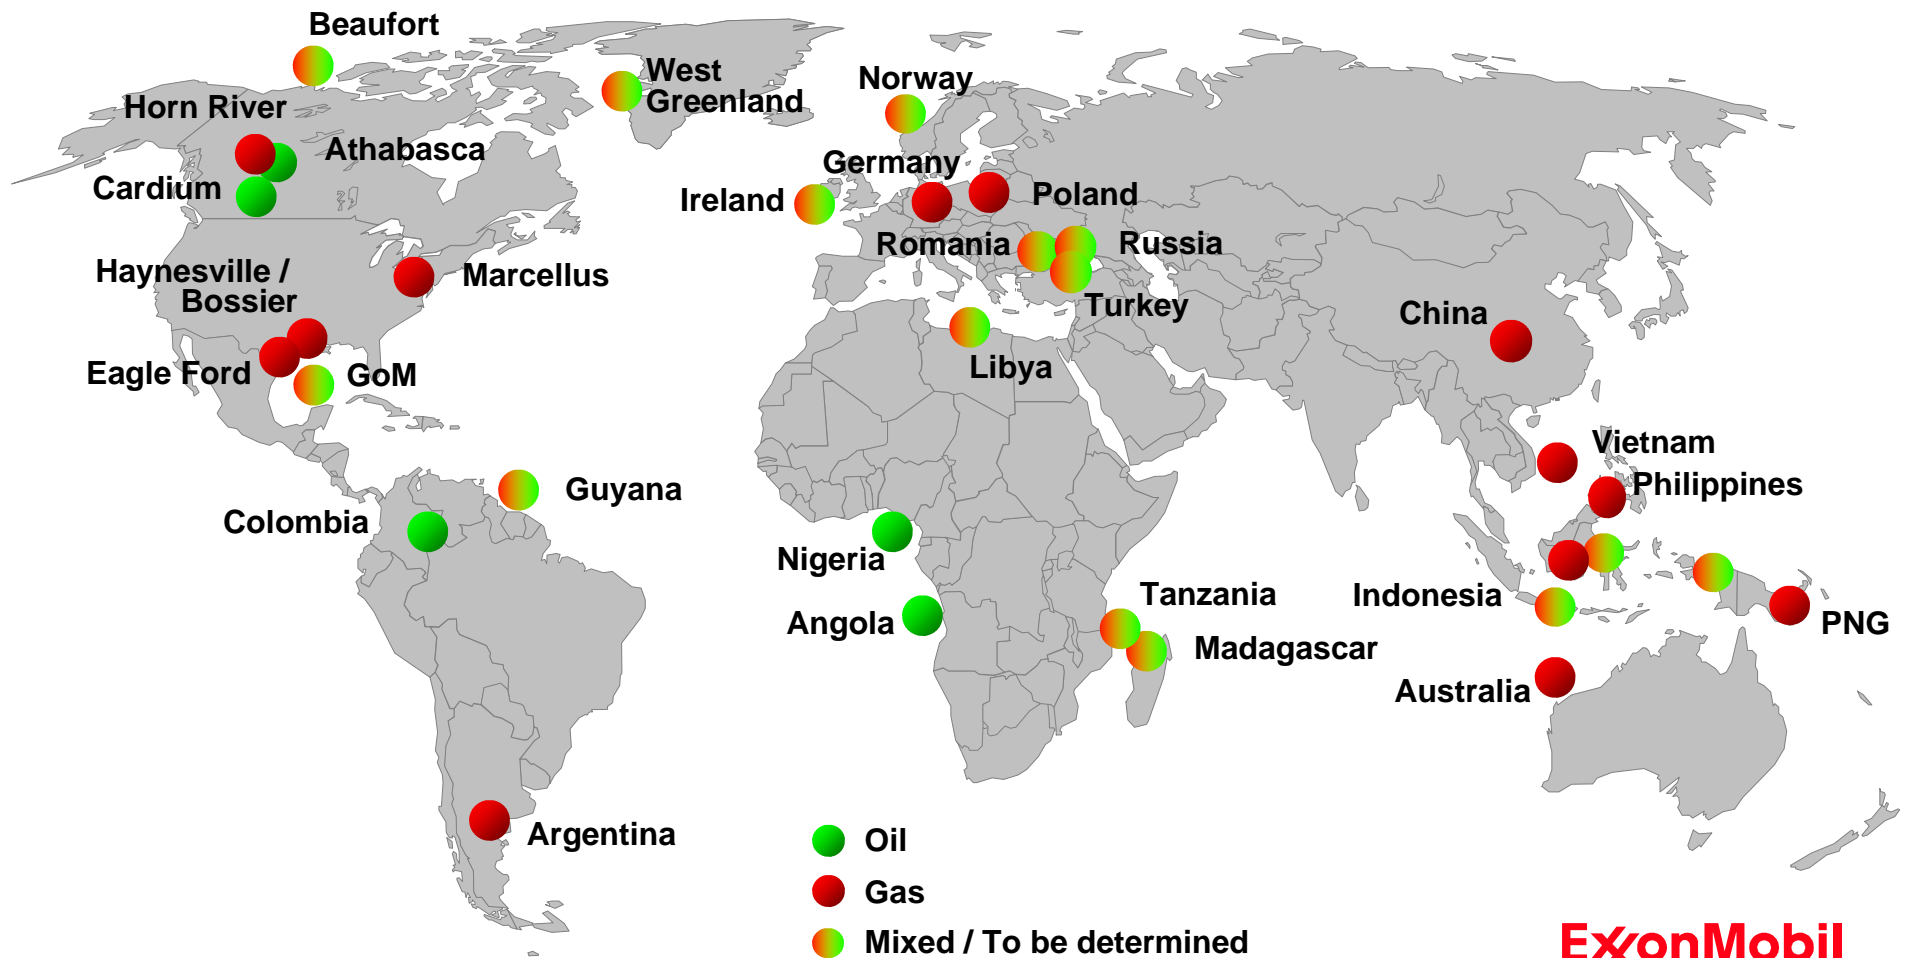 Beaufort
West
Greenland
Norway
Horn River
Athabasca
Germany
Cardium
Ireland
Poland
Romania
Russia
Haynesville /
Bossier
Marcellus
Turkey
China
Eagle Ford
GoM
Libya
Vietnam
Philippines
Guyana
Colombia
Nigeria
Tanzania
Indonesia
Angola
PNG
Madagascar
Australia
Argentina
Oil
Gas
Mixed / To be determined
ExxonMobil